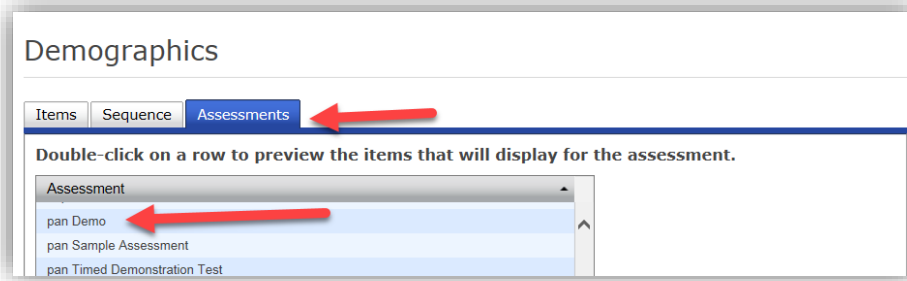 Demographics
Items Sequence Assessments
Double-click on a row to preview the items that will display for the assessment.
Assessment
pan Demo
pan Sample Assessment
pan Timed Demonstration Test